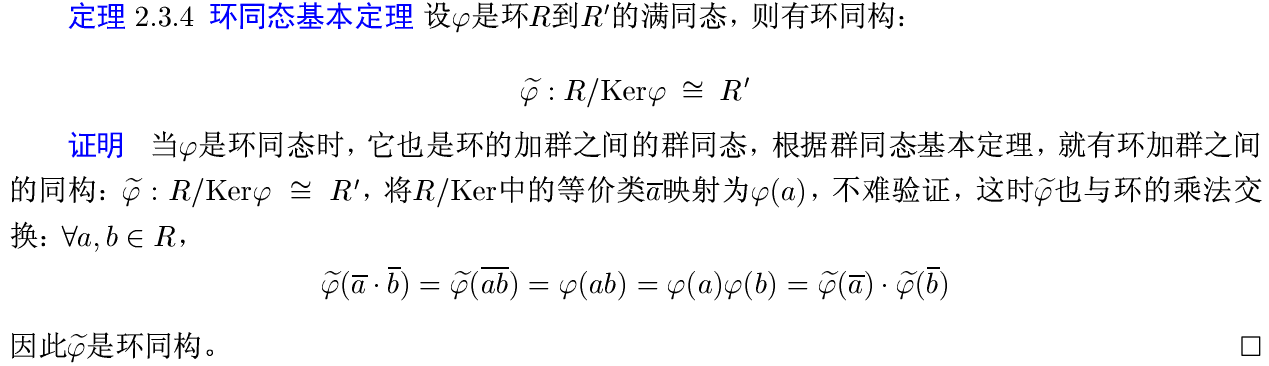 定理 2.3.4 环同态基本定理 设φ是环R到R′的满同态，则有环同构：
φ̃ : R/Kerφ ≅ R′
证明 当φ是环同态时，它也是环的加群之间的群同态，根据群同态基本定理，就有环加群之间
的同构：φ̃ : R/Kerφ ≅ R′，将R/Ker中的等价类a̅映射为φ(a)，不难验证，这时φ̃也与环的乘法交
换：∀a, b ∈ R，
φ̃(a̅ · b̅) = φ̃(a̅b̅) = φ(ab) = φ(a)φ(b) = φ̃(a̅) · φ̃(b̅)
因此φ̃是环同构。 □